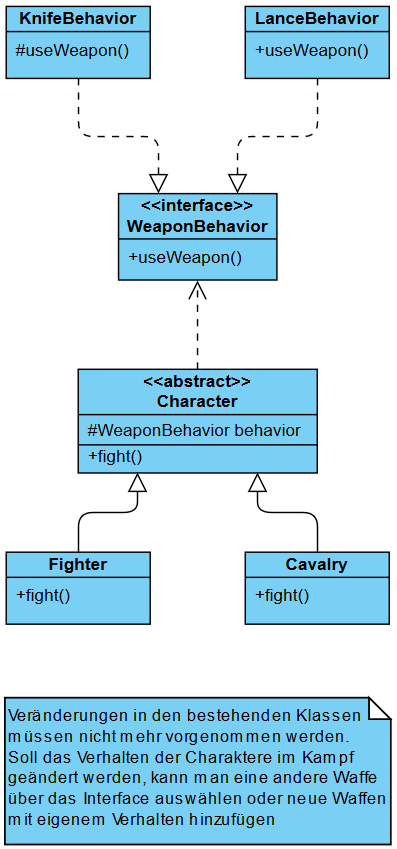 KnifeBehavior
#useWeapon()
LanceBehavior
+useWeapon()
<<interface>>
WeaponBehavior
+useWeapon()
<<abstract>>
Character
#WeaponBehavior behavior
+fight()
Fighter
+fight()
Cavalry
+fight()
Veränderungen in den bestehenden Klassen
müssen nicht mehr vorgenommen werden.
Soll das Verhalten der Charaktere im Kampf
geändert werden, kann man eine andere Waffe
über das Interface auswählen oder neue Waffen
mit eigenem Verhalten hinzufügen